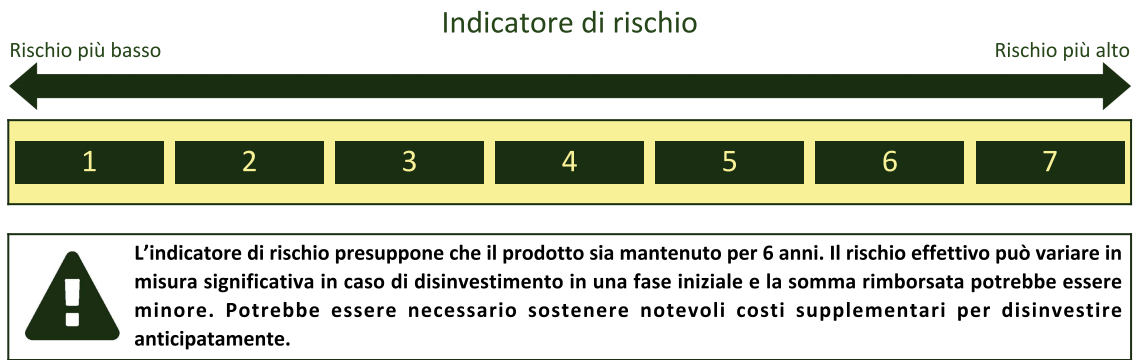 Indicatore di rischio
Rischio più basso
Rischio più alto
1 2 3 4 5 6 7
L’indicatore di rischio presuppone che il prodotto sia mantenuto per 6 anni. Il rischio effettivo può variare in
misura significativa in caso di disinvestimento in una fase iniziale e la somma rimborsata potrebbe essere
minore. Potrebbe essere necessario sostenere notevoli costi supplementari per disinvestire
anticipatamente.